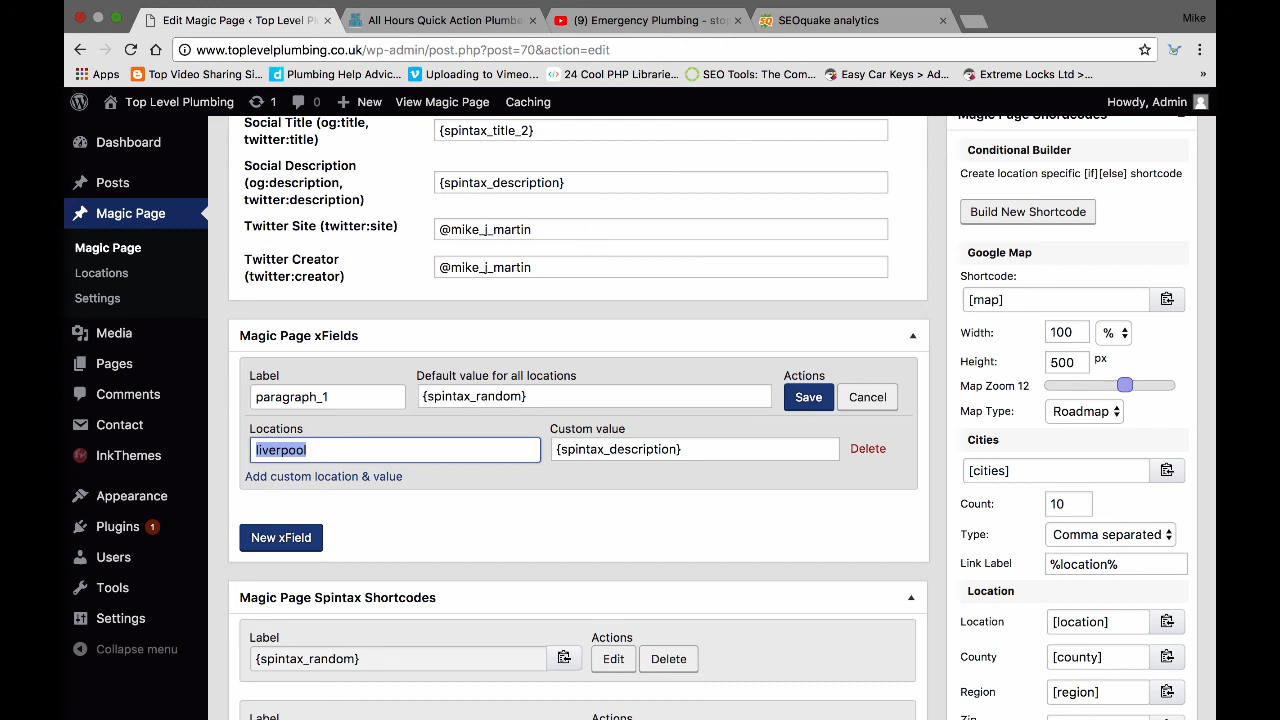 Edit Magic Page ‹ Top Level Pl
All Hours Quick Action Plumbe
(9) Emergency Plumbing - sto
SEOquake analytics
Mike
www.toplevelplumbing.co.uk/wp-admin/post.php?post=70&action=edit
Apps
Top Video Sharing Si...
Plumbing Help Advic...
Uploading to Vimeo...
24 Cool PHP Librarie...
SEO Tools: The Com...
Easy Car Keys > Ad...
Extreme Locks Ltd >...
»
Top Level Plumbing
1
0
New
View Magic Page
Caching
Howdy, Admin
Dashboard
Posts
Magic Page
Magic Page
Locations
Settings
Media
Pages
Comments
Contact
InkThemes
Appearance
Plugins 1
Users
Tools
Settings
Collapse menu
Social Title (og:title,
twitter:title)
{spintax_title_2}
Social Description
(og:description,
twitter:description)
{spintax_description}
Twitter Site (twitter:site)
@mike_j_martin
Twitter Creator
(twitter:creator)
@mike_j_martin
Magic Page xFields
Label
Default value for all locations
Actions
paragraph_1
{spintax_random}
Save
Cancel
Locations
Custom value
liverpool
{spintax_description}
Delete
Add custom location & value
New xField
Magic Page Spintax Shortcodes
Label
Actions
{spintax_random}
Edit
Delete
Label
Actions
Magic Page Shortcodes
Conditional Builder
Create location specific [if][else] shortcode
Build New Shortcode
Google Map
Shortcode:
[map]
Width:
100
%
Height:
500
px
Map Zoom 12
Map Type:
Roadmap
Cities
[cities]
Count:
10
Type:
Comma separated
Link Label
%location%
Location
Location
[location]
County
[county]
Region
[region]
Zip